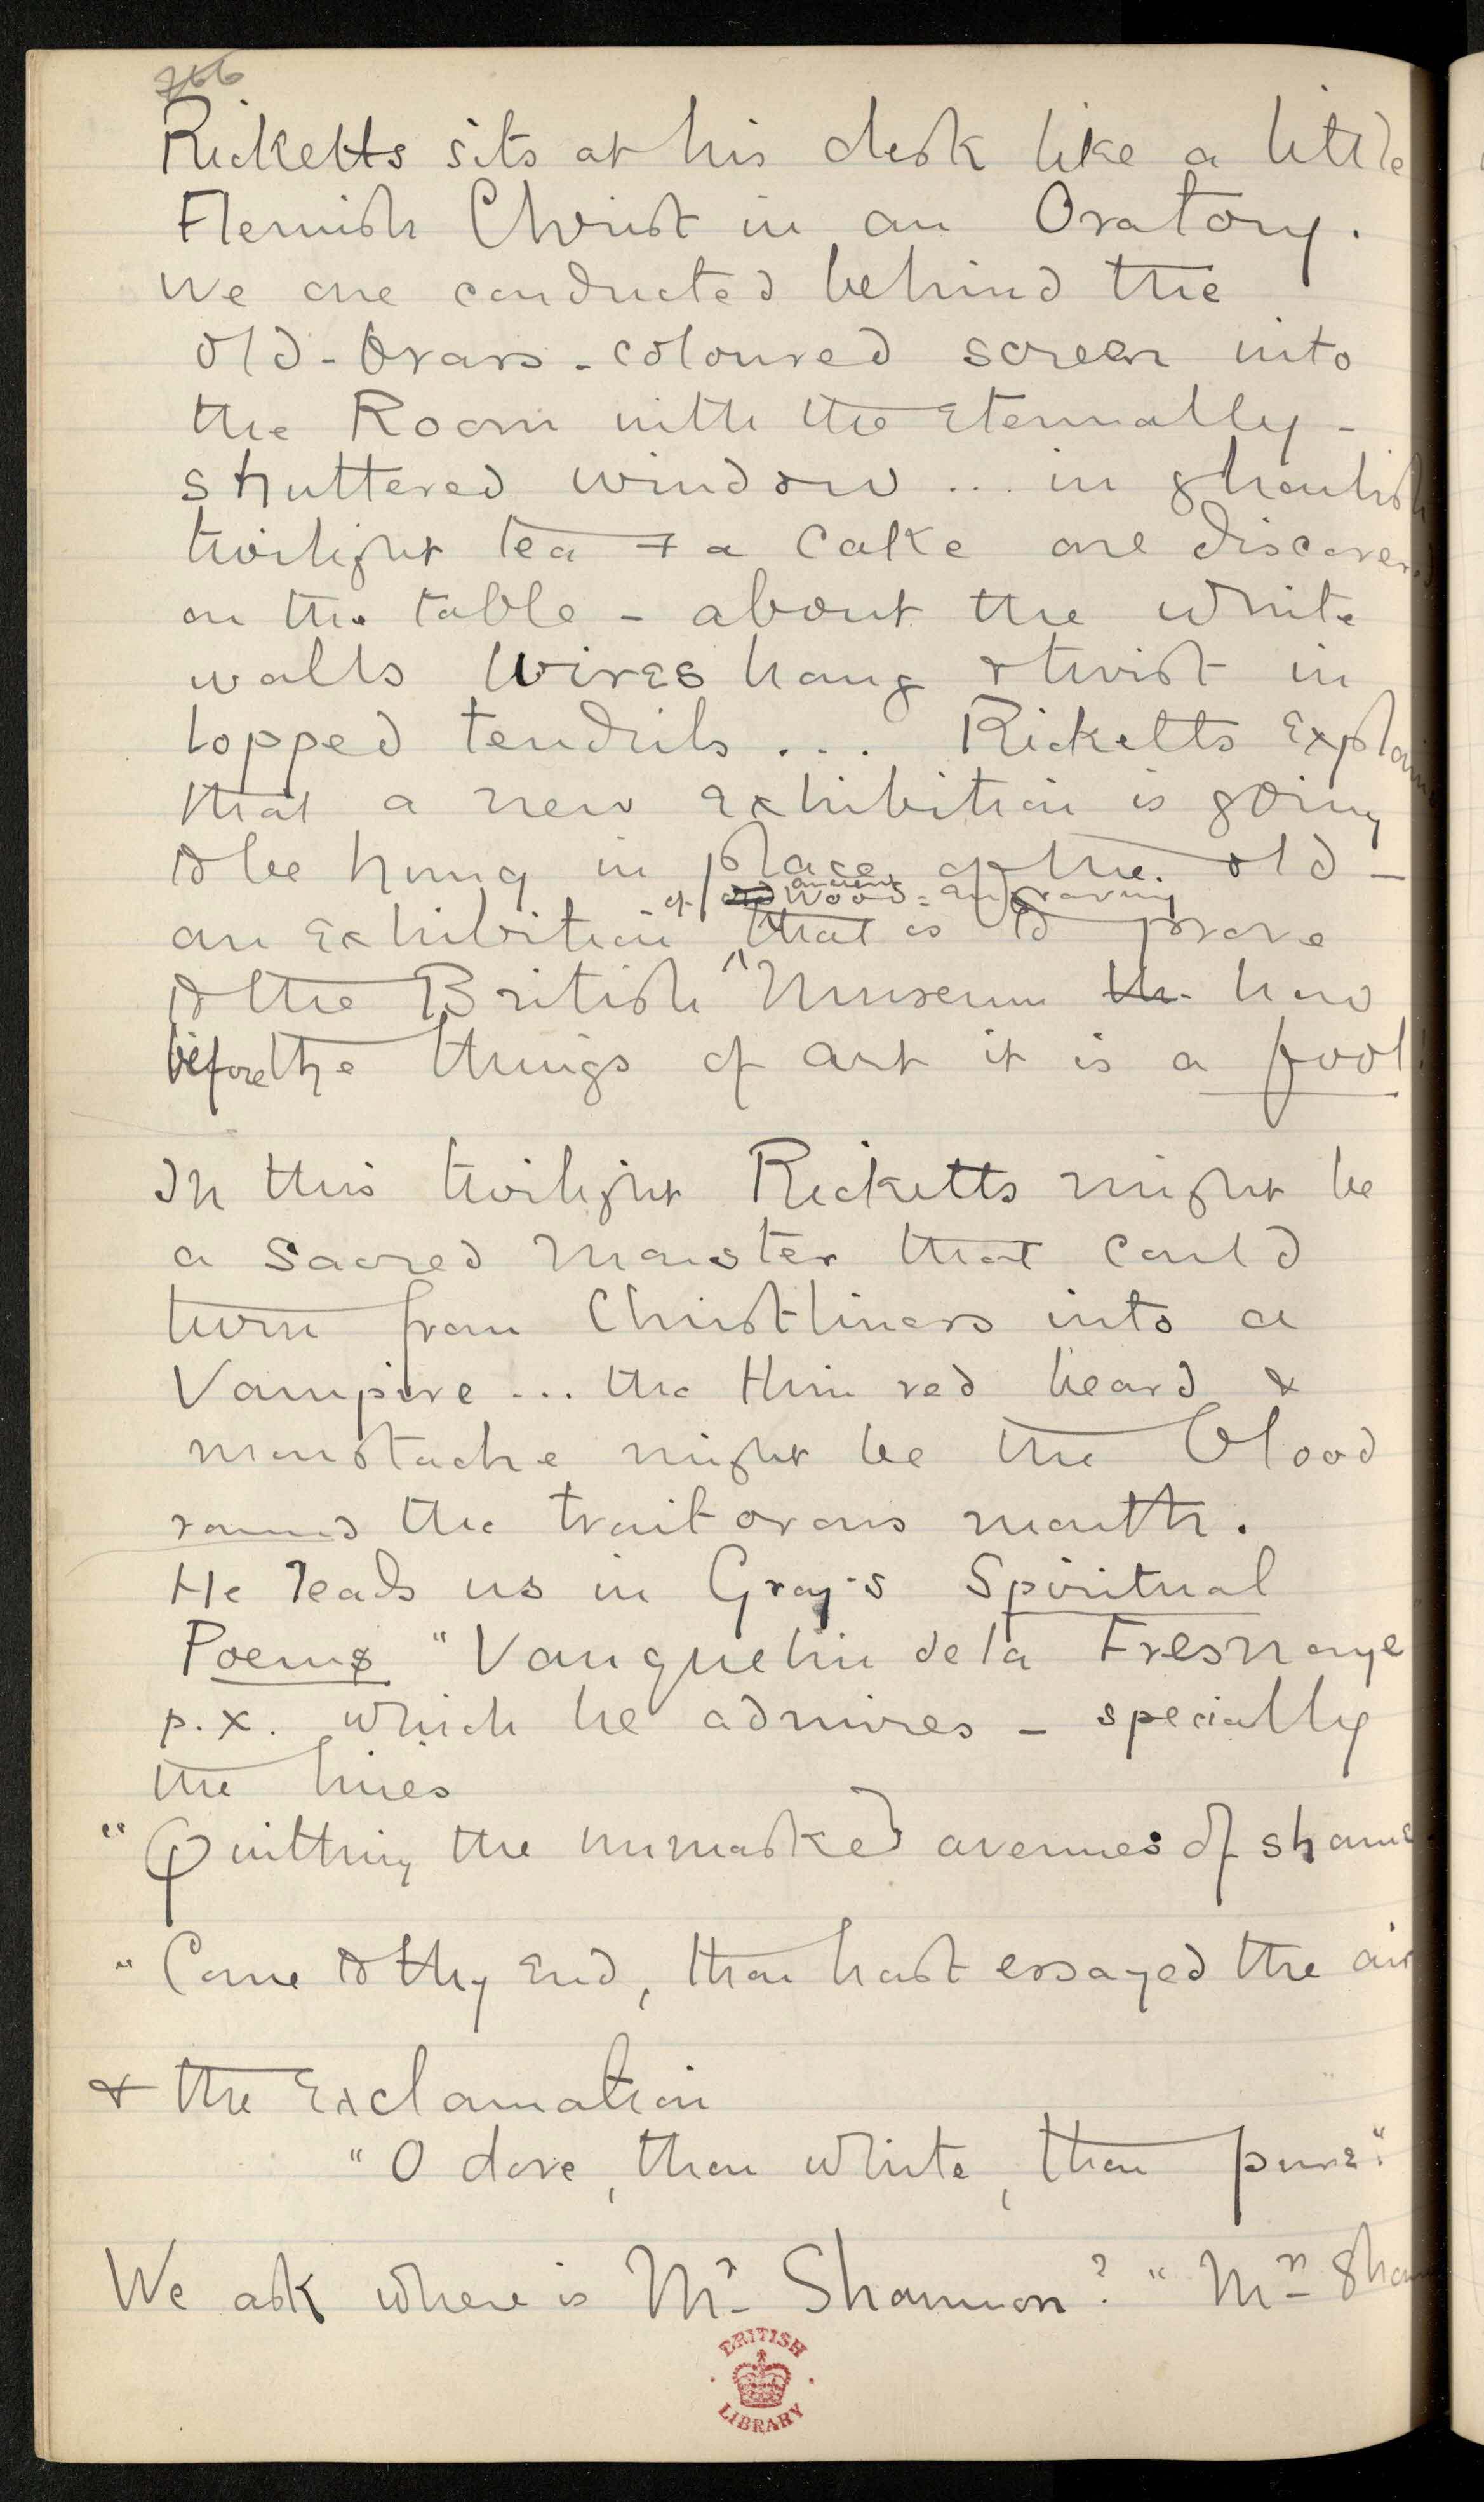 266
Ricketts sits at his desk like a little
Flemish Christ in an Oratory.
We are conducted behind the
old-brass-coloured screen into
the Room with the eternally-
shuttered window ... in ghoulish
twilight tea + a cake are discovered
on the table - about the white
walls wires hang & twist in
lopped tendrils ... Ricketts explains
that a new exhibition is going
to be hung in place of the old -
of old ancient wood-engraving
an exhibition that is to prove
to the British Museum th- how
before the things of art it is a fool!
In this twilight Ricketts might be
a sacred monster that could
turn from Christliness into a
Vampire ... the thin red beard &
moustache might be the blood
round the traitorous mouth.
He leads us in Gray's Spiritual
Poems "Vauquelin de la Fresnaye
p.x. which he admires - specially
the lines
"Quitting the unmasked avenues of shame
" Come to thy end, thou hast essayed the air
& the exclamation
"O dove, thou white, thou pure".
We ask where is Mr Shannon? "Mr Shan
BRITISH
LIBRARY